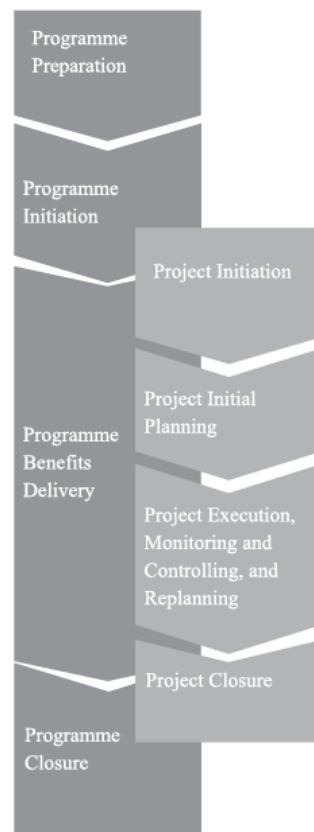 Programme
Preparation
Programme
Initiation
Project Initiation
Project Initial
Planning
Programme
Benefits
Delivery
Project Execution,
Monitoring and
Controlling, and
Replanning
Project Closure
Programme
Closure